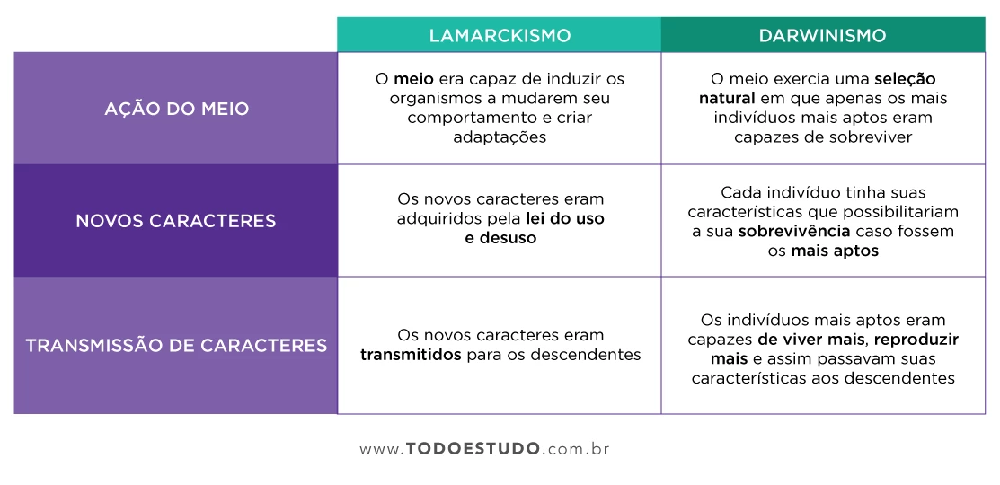 LAMARCKISMO
DARWINISMO
AÇÃO DO MEIO
O meio era capaz de induzir os
organismos a mudarem seu
comportamento e criar
adaptações
O meio exercia uma seleção
natural em que apenas os mais
indivíduos mais aptos eram
capazes de sobreviver
NOVOS CARACTERES
Os novos caracteres eram
adquiridos pela lei do uso
e desuso
Cada indivíduo tinha suas
características que possibilitariam
a sua sobrevivência caso fossem
os mais aptos
TRANSMISSÃO DE CARACTERES
Os novos caracteres eram
transmitidos para os descendentes
Os indivíduos mais aptos eram
capazes de viver mais, reproduzir
mais e assim passavam suas
características aos descendentes
www.TODOESTUDO.com.br